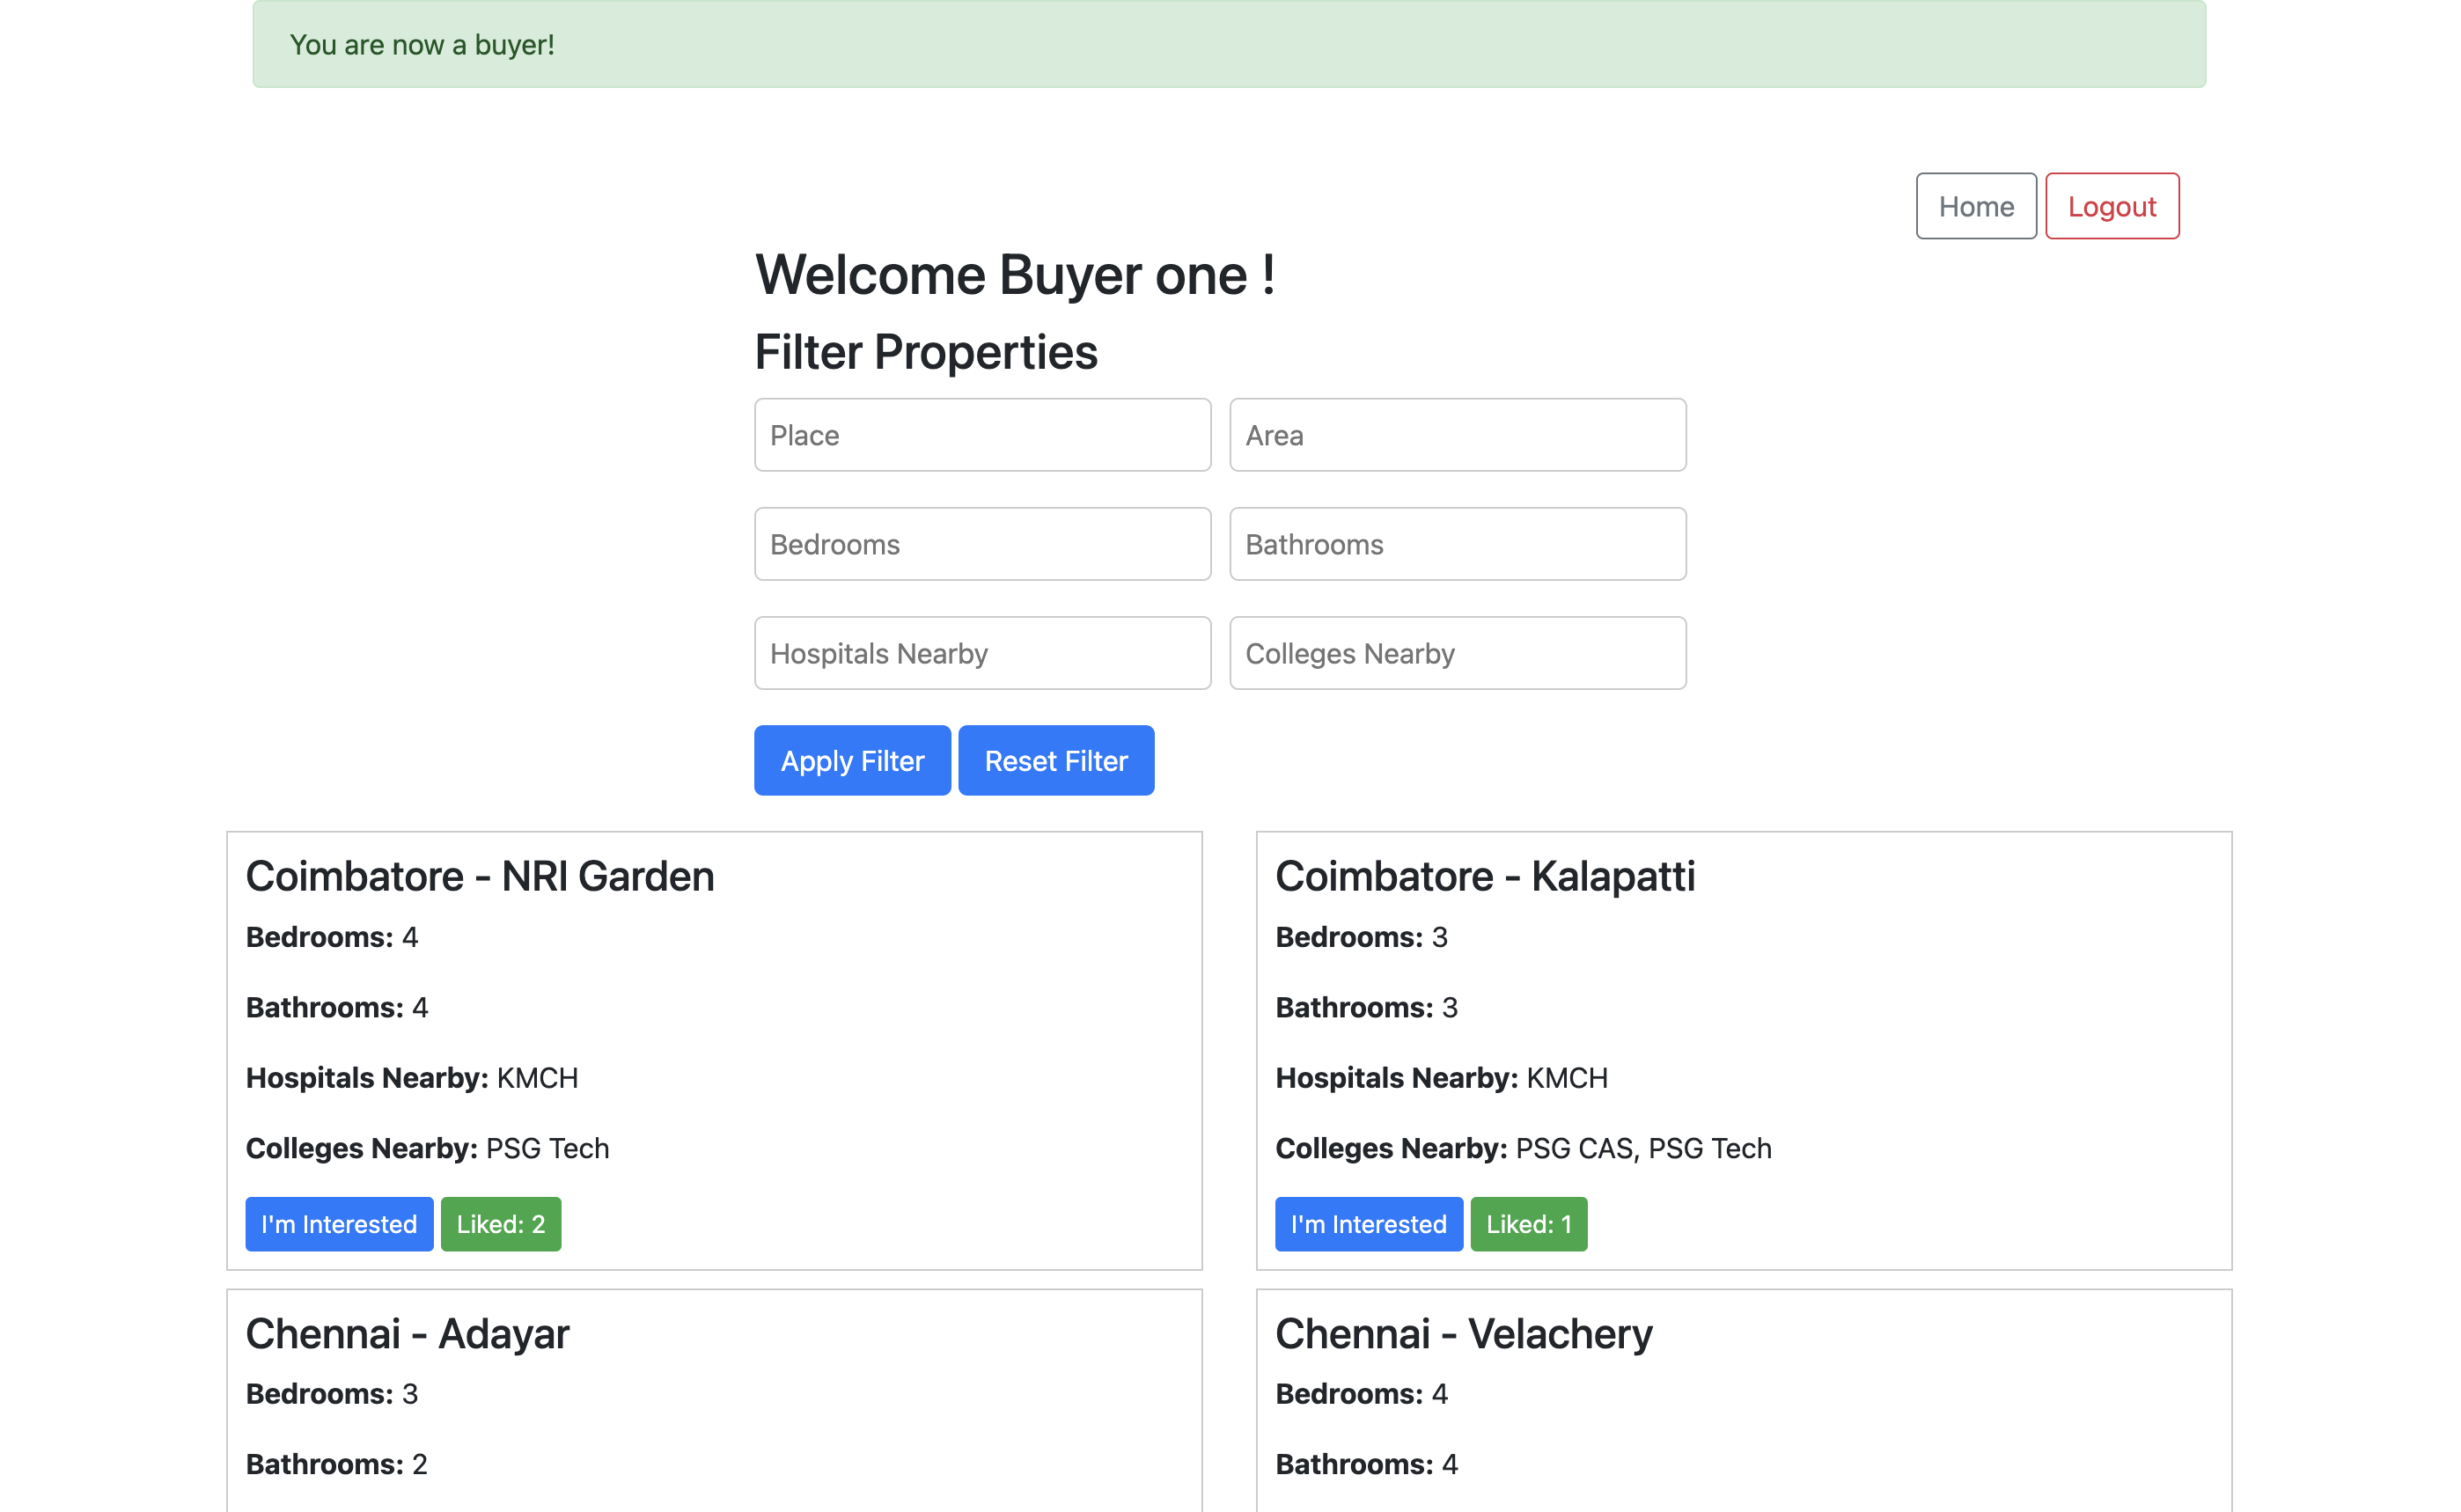 You are now a buyer!
Home Logout
Welcome Buyer one !
Filter Properties
Place Area
Bedrooms Bathrooms
Hospitals Nearby Colleges Nearby
Apply Filter Reset Filter
Coimbatore - NRI Garden
Bedrooms: 4
Bathrooms: 4
Hospitals Nearby: KMCH
Colleges Nearby: PSG Tech
I'm Interested Liked: 2
Coimbatore - Kalapatti
Bedrooms: 3
Bathrooms: 3
Hospitals Nearby: KMCH
Colleges Nearby: PSG CAS, PSG Tech
I'm Interested Liked: 1
Chennai - Adayar
Bedrooms: 3
Bathrooms: 2
Chennai - Velachery
Bedrooms: 4
Bathrooms: 4